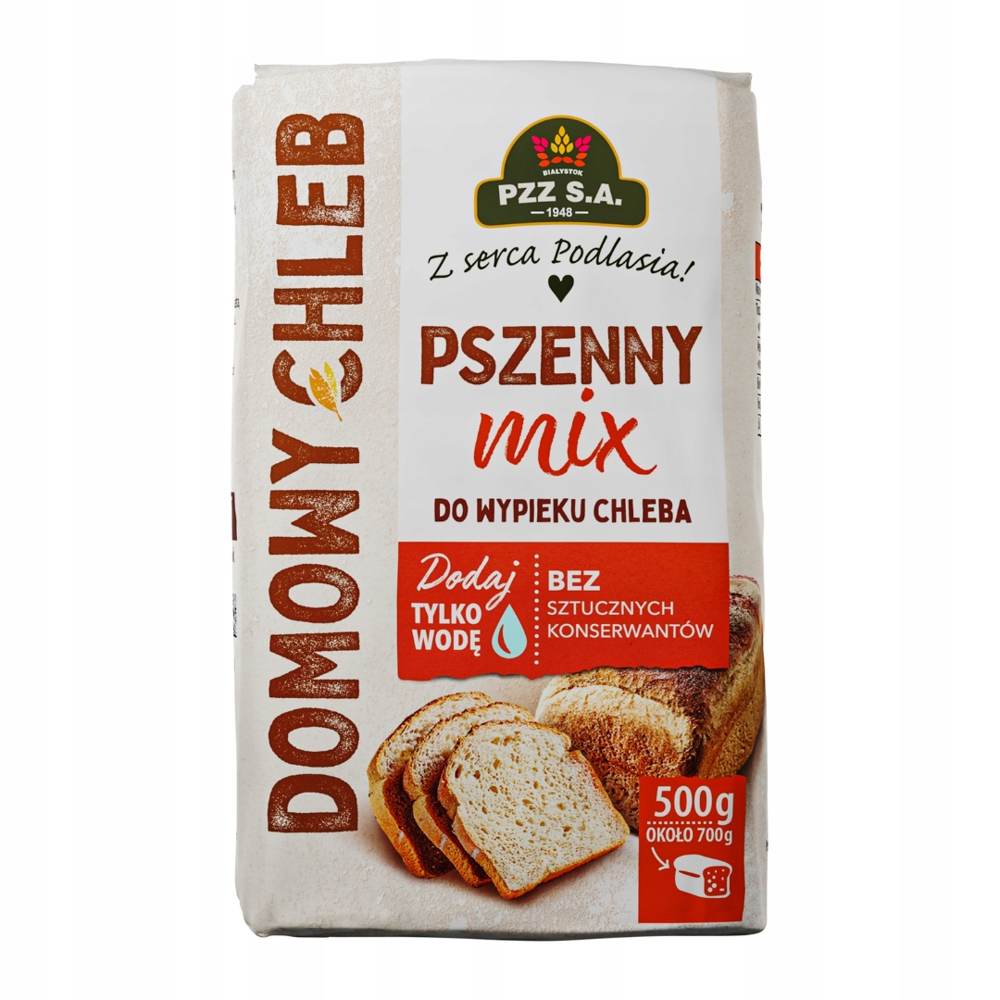 DOMOWY CHLEB
BIAŁYSTOK
PZZ S.A.
1948
Z serca Podlasia!
PSZENNY
mix
DO WYPIEKU CHLEBA
Dodaj
TYLKO
WODĘ
BEZ
SZTUCZNYCH
KONSERWANTÓW
500g
OKOŁO 700g